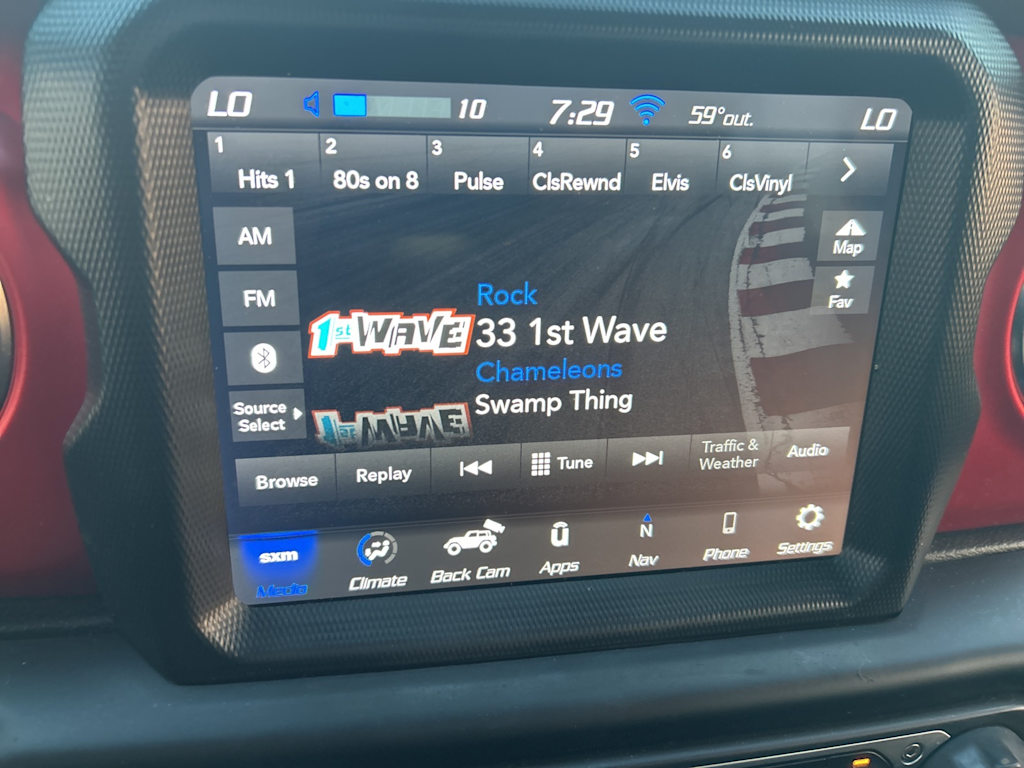 LO 10 7:29 59°out. LO
1 2 3 4 5 6
Hits 1 80s on 8 Pulse ClsRewnd Elvis ClsVinyl
AM
Map
FM
Fav
Rock
1st WAVE
33 1st Wave
Chameleons
Swamp Thing
Source
Select
Browse Replay Tune Traffic &
Weather Audio
sxm
Media Climate Back Cam Apps N
Nav Phone Settings